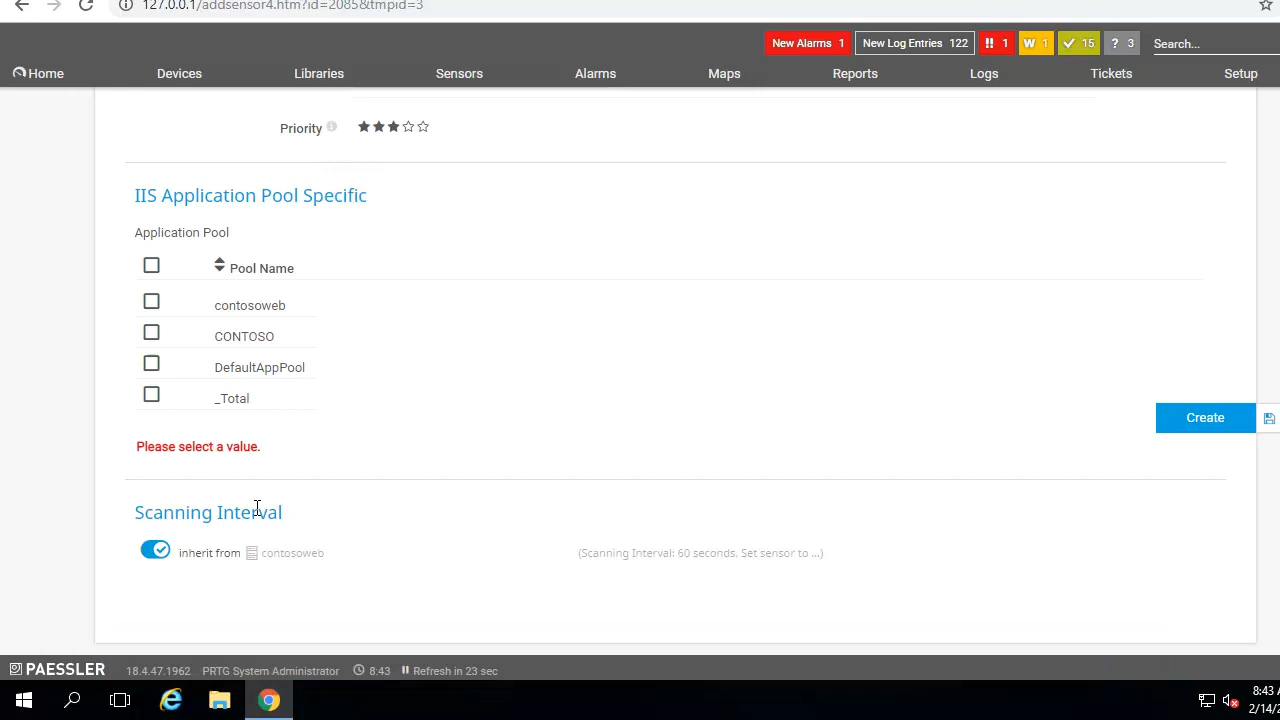 127.0.0.1/addsensor4.htm?id=2085&tmpid=3
New Alarms 1 New Log Entries 122 !! 1 W 1 15 ? 3 Search...
Home Devices Libraries Sensors Alarms Maps Reports Logs Tickets Setup
Priority
IIS Application Pool Specific
Application Pool
Pool Name
contosoweb
CONTOSO
DefaultAppPool
_Total
Create
Please select a value.
Scanning Interval
inherit from contosoweb (Scanning Interval: 60 seconds. Set sensor to ...)
PAESSLER 18.4.47.1962 PRTG System Administrator 8:43 Refresh in 23 sec
8:43
2/14/2